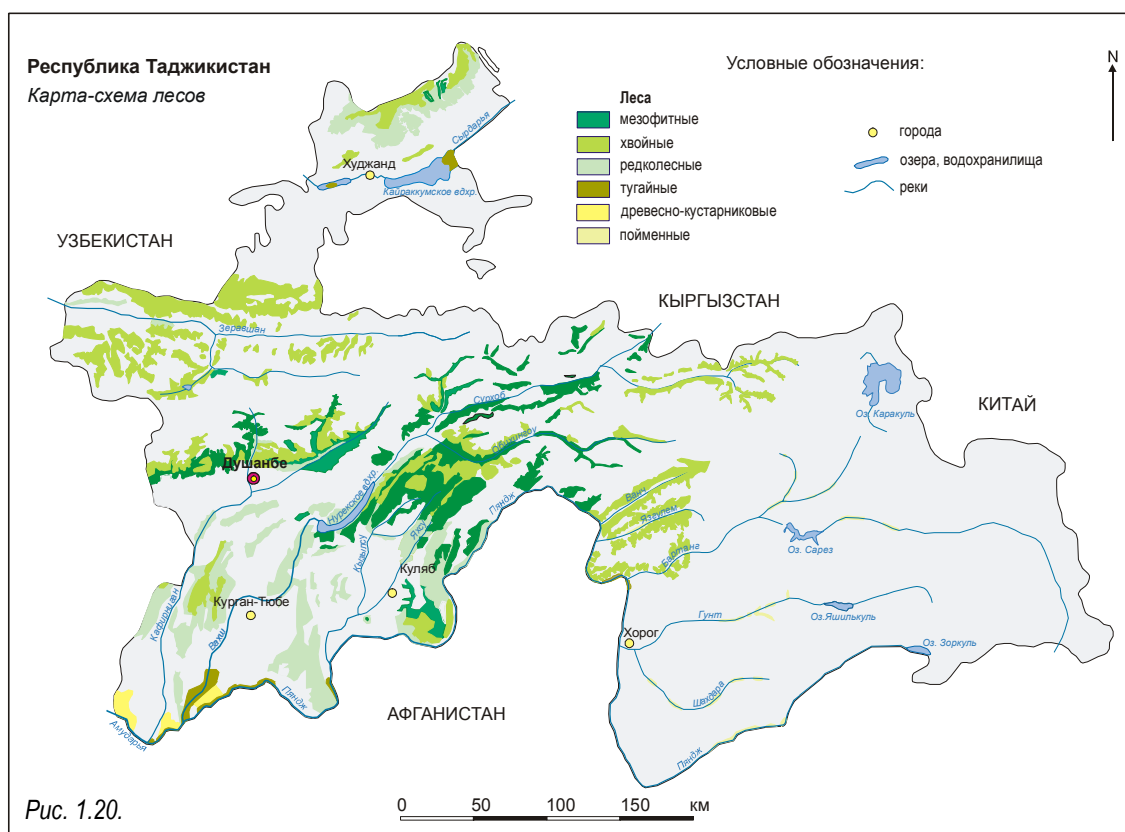 Республика Таджикистан
Карта-схема лесов
Условные обозначения:
N
Леса
мезофитные
хвойные
редколесные
тугайные
древесно-кустарниковые
пойменные
города
озера, водохранилища
реки
Сырдарья
Худжанд
Кайраккумское вдхр.
УЗБЕКИСТАН
КЫРГЫЗСТАН
Зеравшан
КИТАЙ
Оз. Каракуль
Сурхоб
Обихингоу
Душанбе
Нурекское вдхр.
Пяндж
Ванч
Язгулем
Яксу
Кызылсу
Бартанг
Оз. Сарез
Куляб
Кафирниган
Курган-Тюбе
Вахш
Гунт
Оз.Яшилькуль
Хорог
Оз. Зоркуль
Шахдара
Пяндж
АФГАНИСТАН
Амударья
Пяндж
Рис. 1.20.
0 50 100 150 км